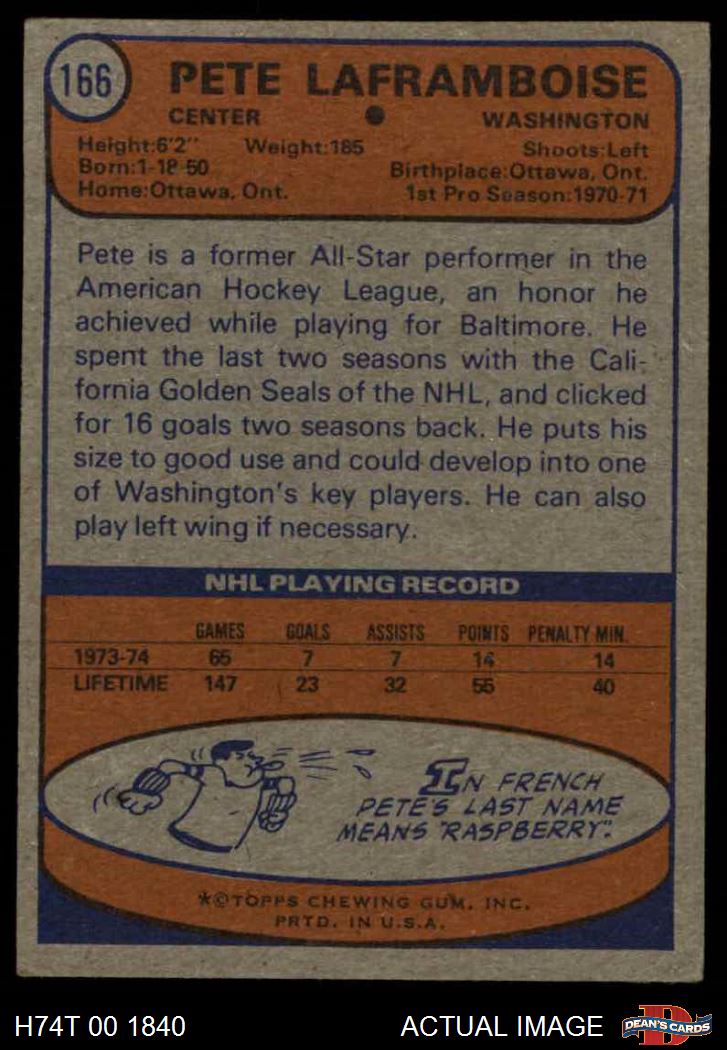 166
PETE LAFRAMBOISE
CENTER ● WASHINGTON
Height:6'2" Weight:185 Shoots:Left
Born:1-18-50 Birthplace:Ottawa, Ont.
Home:Ottawa, Ont. 1st Pro Season:1970-71
Pete is a former All-Star performer in the
American Hockey League, an honor he
achieved while playing for Baltimore. He
spent the last two seasons with the Cali-
fornia Golden Seals of the NHL, and clicked
for 16 goals two seasons back. He puts his
size to good use and could develop into one
of Washington's key players. He can also
play left wing if necessary.
NHL PLAYING RECORD
GAMES GOALS ASSISTS POINTS PENALTY MIN.
1973-74 65 7 7 14 14
LIFETIME 147 23 32 55 40
IN FRENCH
PETE'S LAST NAME
MEANS "RASPBERRY".
*©TOPPS CHEWING GUM, INC.
PRTD. IN U.S.A.
H74T 00 1840 ACTUAL IMAGE D DEAN'S CARDS